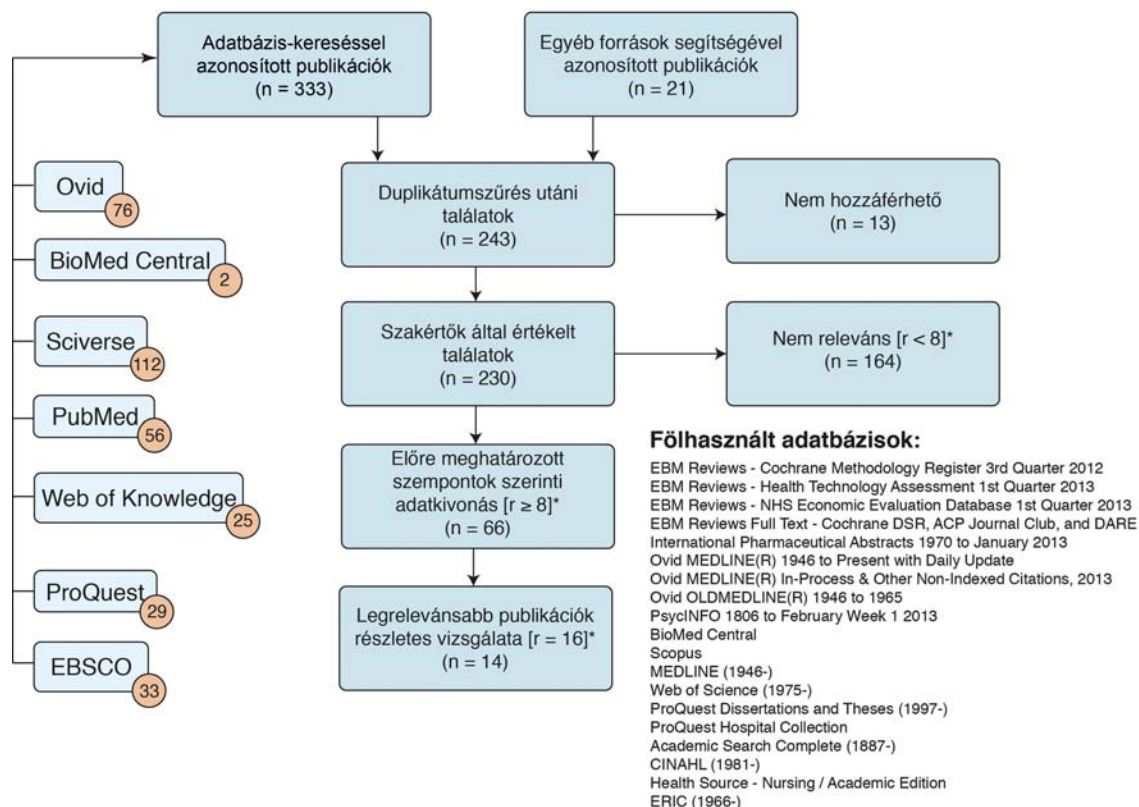 Adatbázis-kereséssel
azonosított publikációk
(n = 333)
Egyéb források segítségével
azonosított publikációk
(n = 21)
Duplikátumszűrés utáni
találatok
(n = 243)
Nem hozzáférhető
(n = 13)
Szakértők által értékelt
találatok
(n = 230)
Nem releváns [r < 8]*
(n = 164)
Előre meghatározott
szempontok szerinti
adatkivonás [r ≥ 8]*
(n = 66)
Legrelevánsabb publikációk
részletes vizsgálata [r = 16]*
(n = 14)
Ovid
76
BioMed Central
2
Sciverse
112
PubMed
56
Web of Knowledge
25
ProQuest
29
EBSCO
33
Fölhasznált adatbázisok:
EBM Reviews - Cochrane Methodology Register 3rd Quarter 2012
EBM Reviews - Health Technology Assessment 1st Quarter 2013
EBM Reviews - NHS Economic Evaluation Database 1st Quarter 2013
EBM Reviews Full Text - Cochrane DSR, ACP Journal Club, and DARE
International Pharmaceutical Abstracts 1970 to January 2013
Ovid MEDLINE(R) 1946 to Present with Daily Update
Ovid MEDLINE(R) In-Process & Other Non-Indexed Citations, 2013
Ovid OLDMEDLINE(R) 1946 to 1965
PsycINFO 1806 to February Week 1 2013
BioMed Central
Scopus
MEDLINE (1946-)
Web of Science (1975-)
ProQuest Dissertations and Theses (1997-)
ProQuest Hospital Collection
Academic Search Complete (1887-)
CINAHL (1981-)
Health Source - Nursing / Academic Edition
ERIC (1966-)